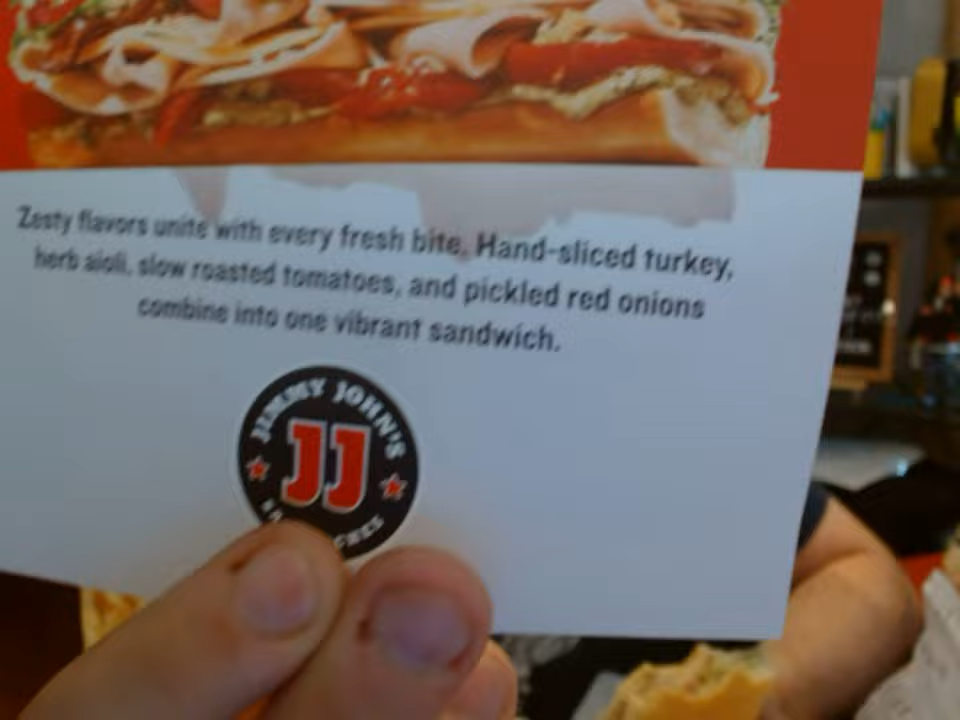 Zesty flavors unite with every fresh bite. Hand-sliced turkey,
herb aioli, slow roasted tomatoes, and pickled red onions
combine into one vibrant sandwich.
JIMMY JOHN'S
JJ